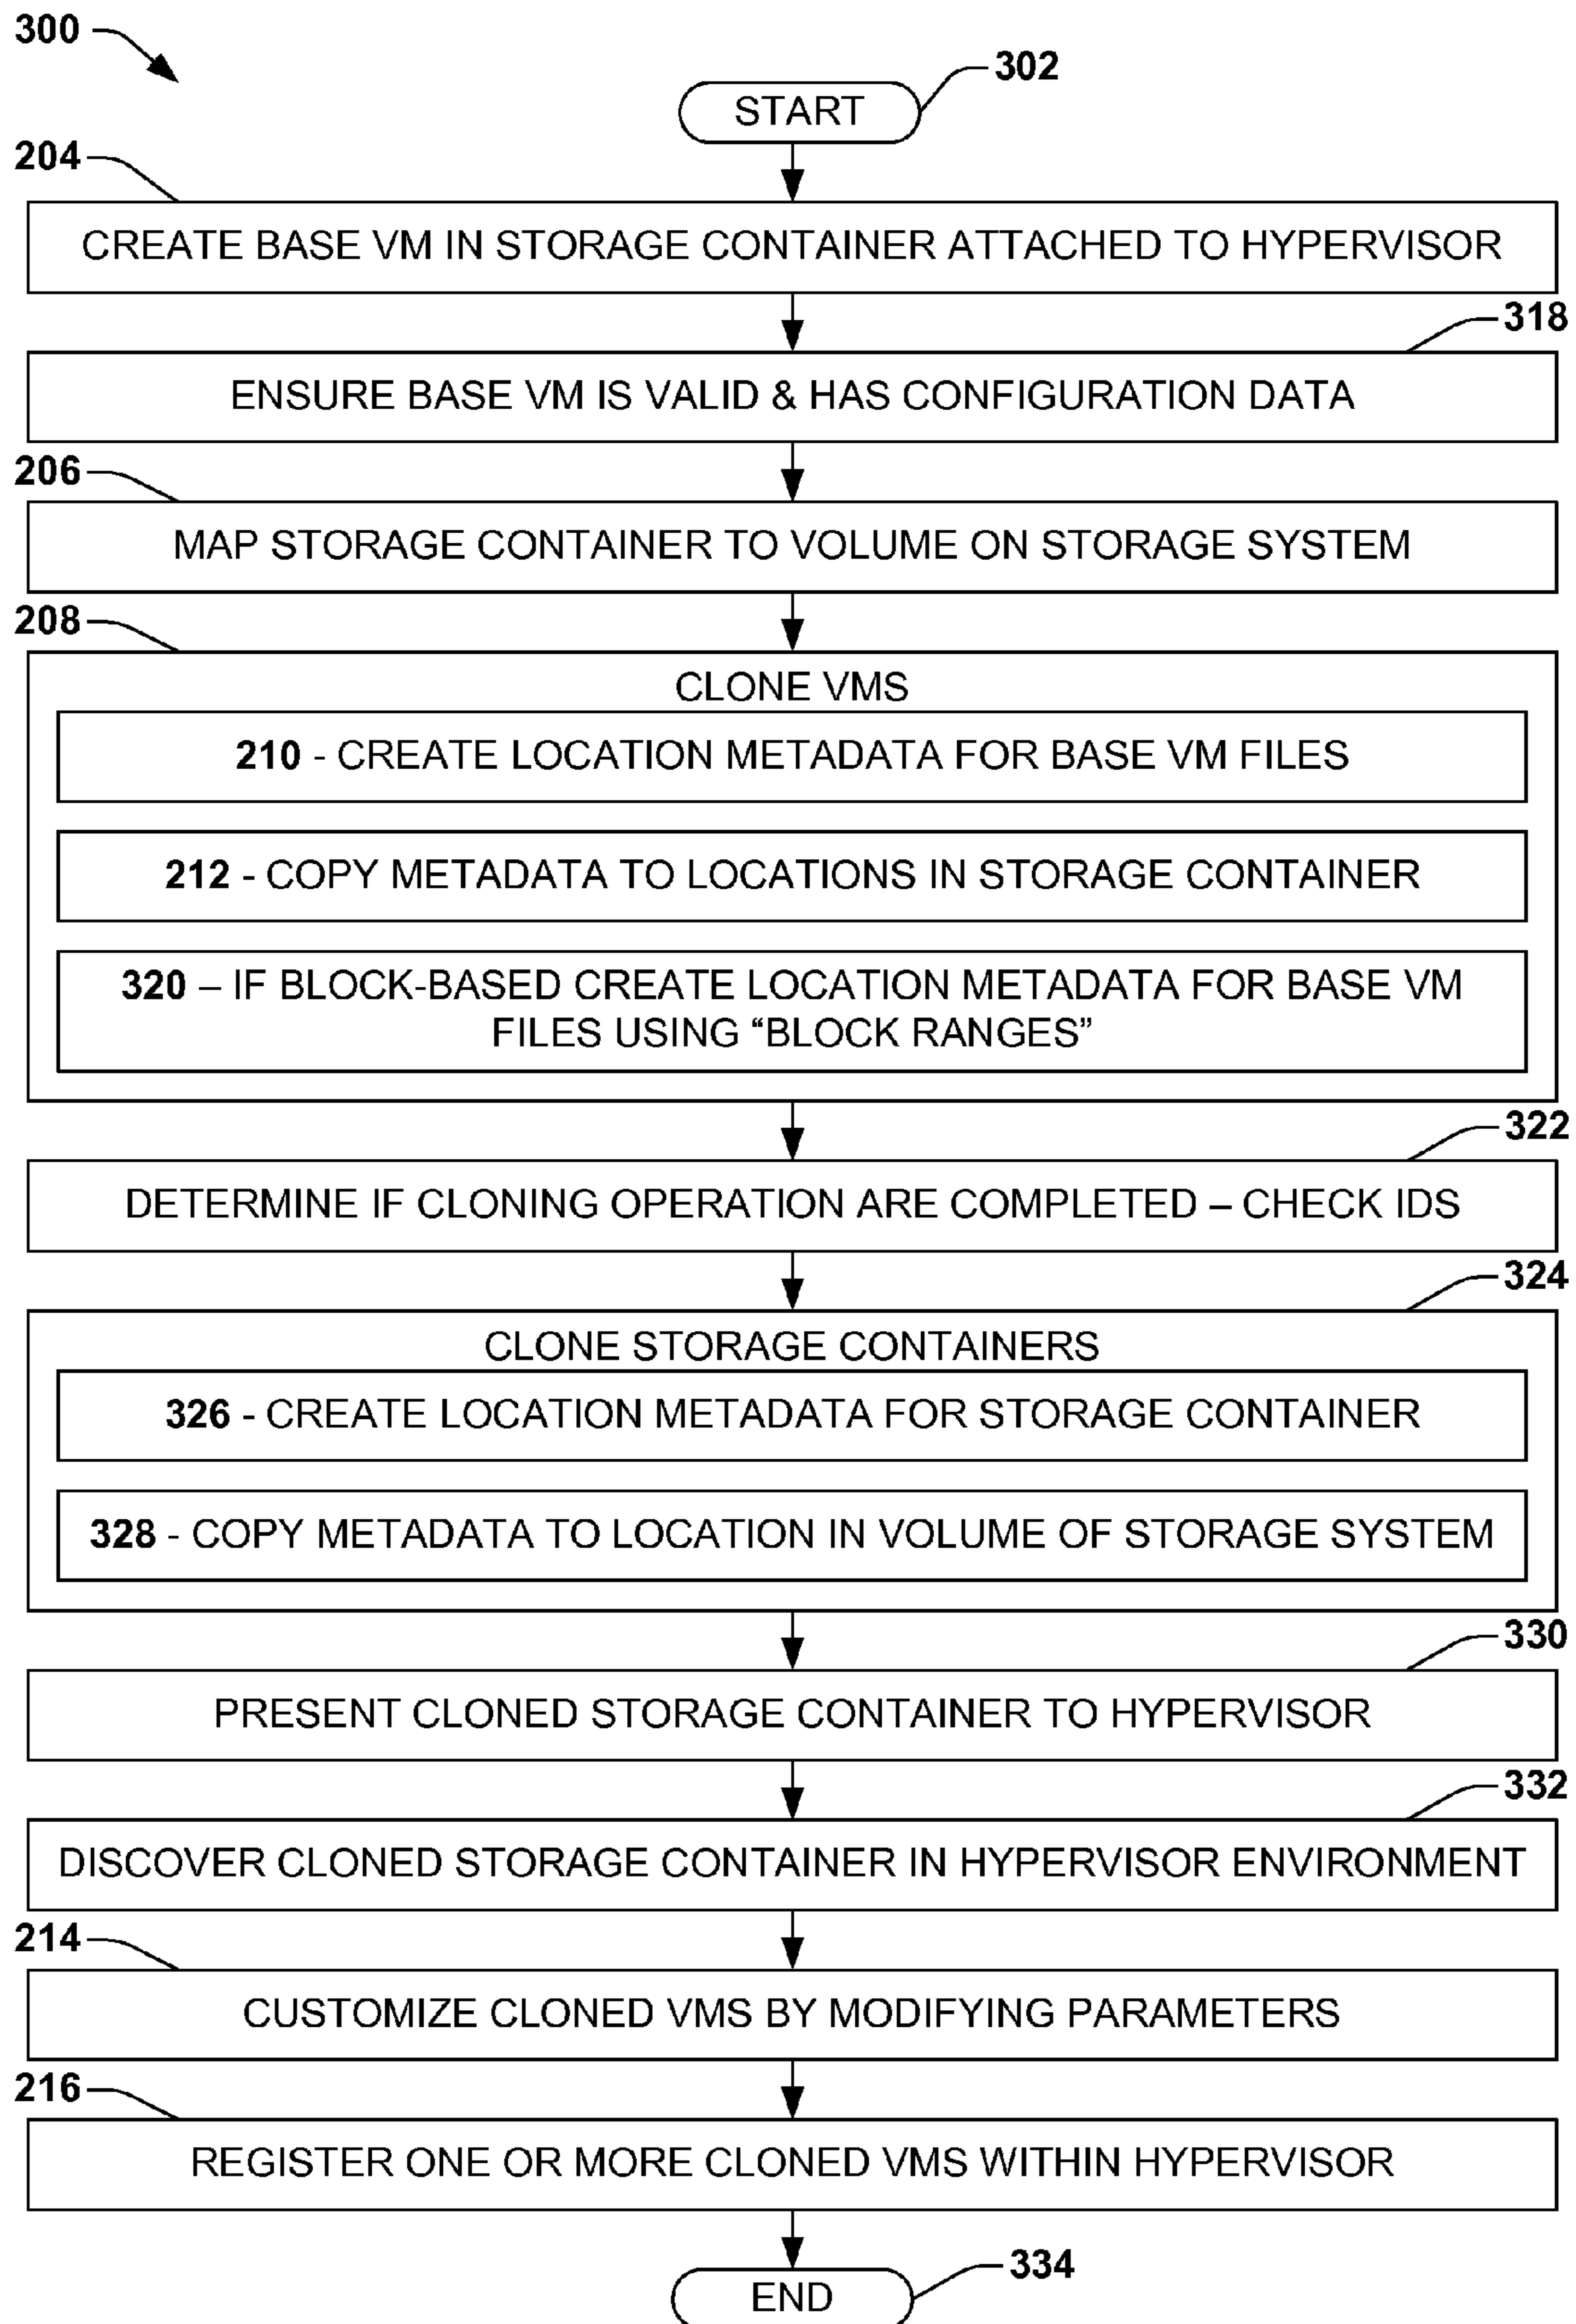 300
302
START
204
CREATE BASE VM IN STORAGE CONTAINER ATTACHED TO HYPERVISOR
318
ENSURE BASE VM IS VALID & HAS CONFIGURATION DATA
206
MAP STORAGE CONTAINER TO VOLUME ON STORAGE SYSTEM
208
CLONE VMS
210 - CREATE LOCATION METADATA FOR BASE VM FILES
212 - COPY METADATA TO LOCATIONS IN STORAGE CONTAINER
320 – IF BLOCK-BASED CREATE LOCATION METADATA FOR BASE VM
FILES USING “BLOCK RANGES”
322
DETERMINE IF CLONING OPERATION ARE COMPLETED – CHECK IDS
324
CLONE STORAGE CONTAINERS
326 - CREATE LOCATION METADATA FOR STORAGE CONTAINER
328 - COPY METADATA TO LOCATION IN VOLUME OF STORAGE SYSTEM
330
PRESENT CLONED STORAGE CONTAINER TO HYPERVISOR
332
DISCOVER CLONED STORAGE CONTAINER IN HYPERVISOR ENVIRONMENT
214
CUSTOMIZE CLONED VMS BY MODIFYING PARAMETERS
216
REGISTER ONE OR MORE CLONED VMS WITHIN HYPERVISOR
334
END